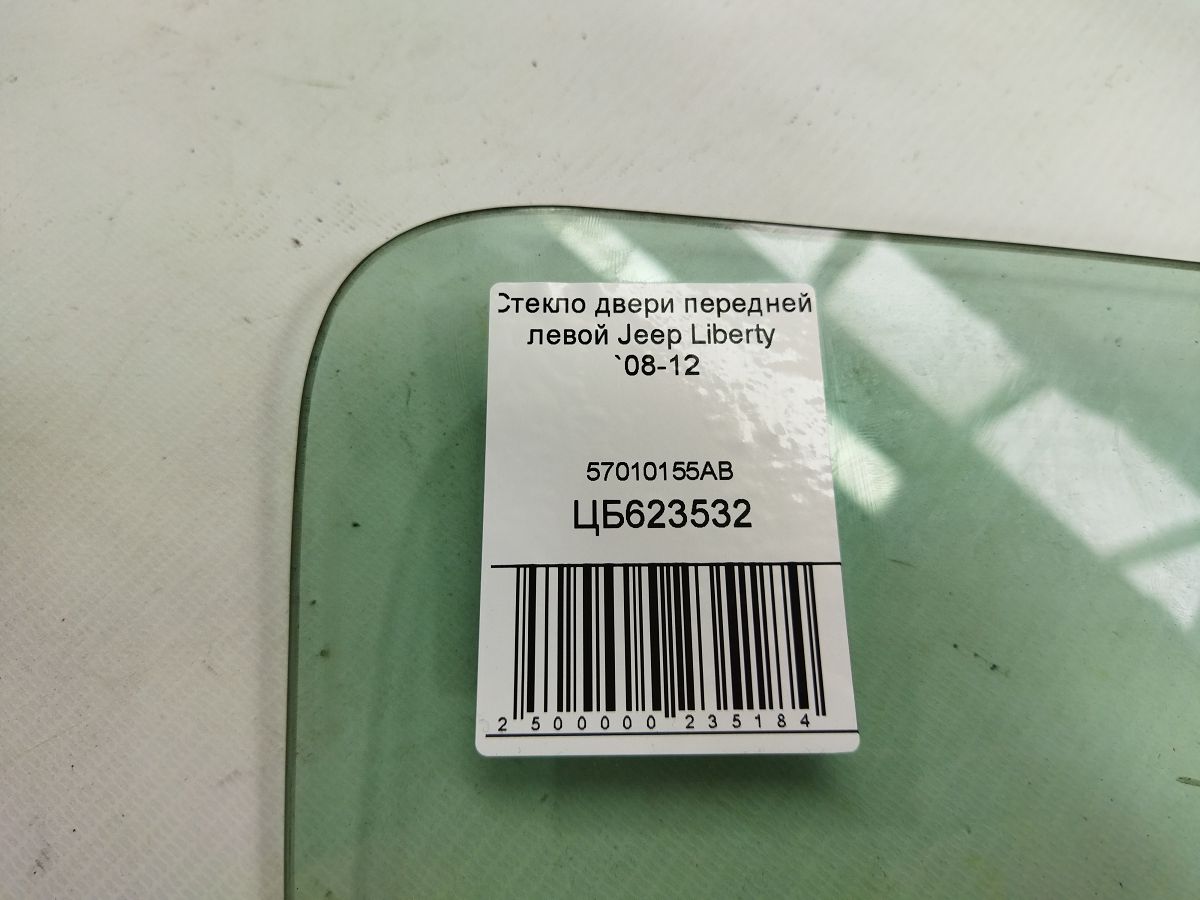 Стекло двери передней
левой Jeep Liberty
`08-12
57010155AB
ЦБ623532
2 500000 235184